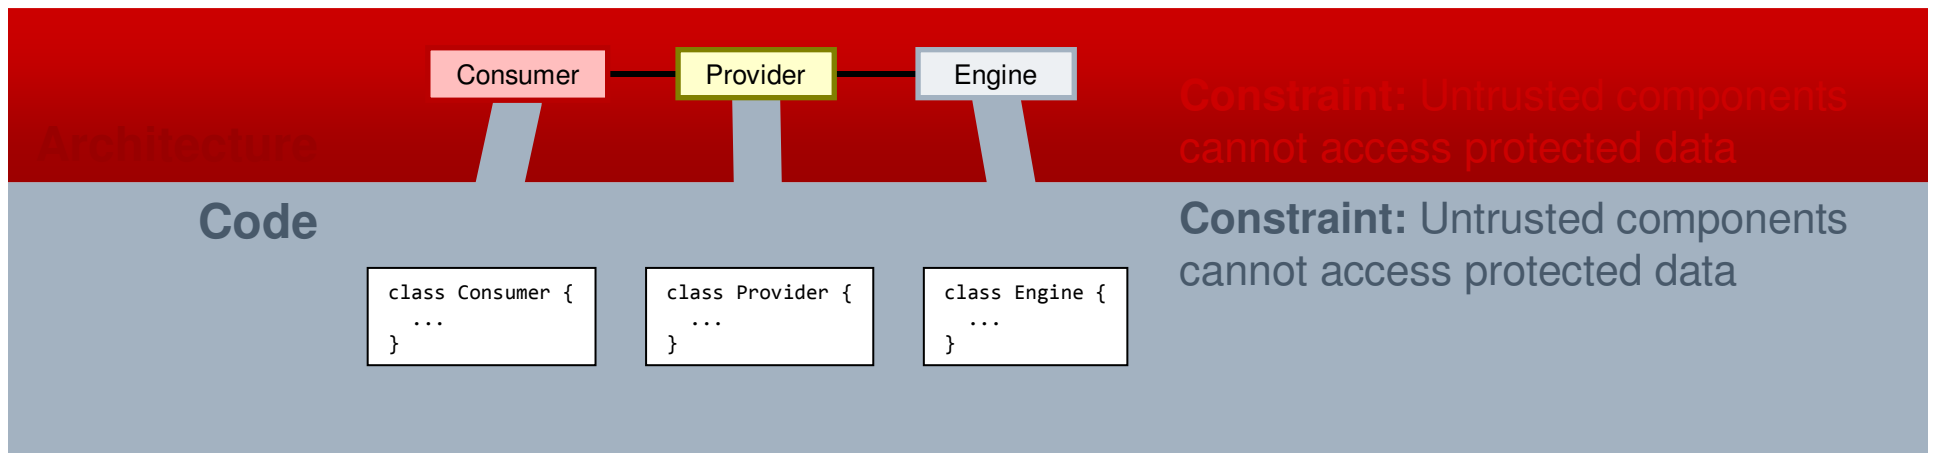 Consumer
Provider
Engine
Architecture
Constraint: Untrusted components
cannot access protected data
Code
Constraint: Untrusted components
cannot access protected data
class Consumer {
...
}
class Provider {
...
}
class Engine {
...
}